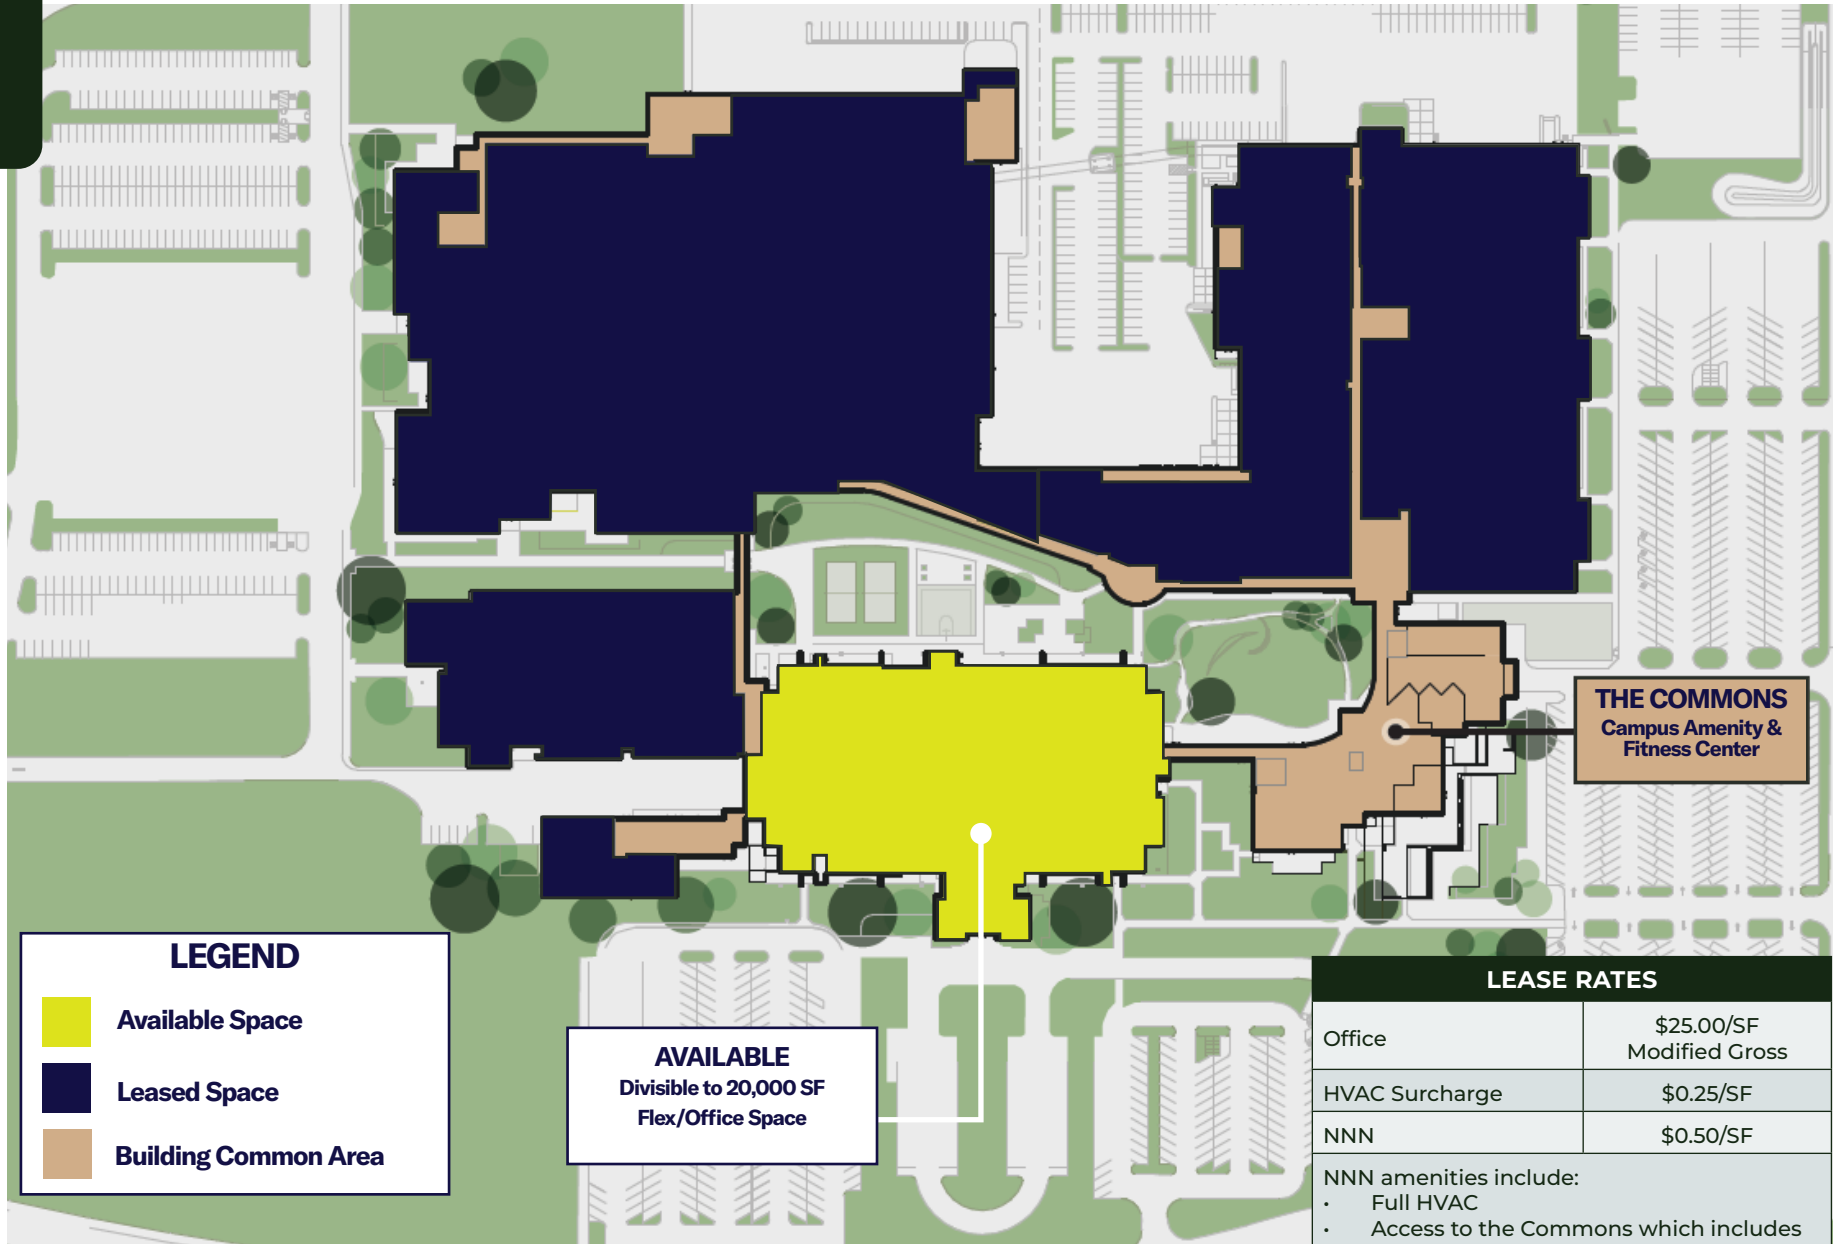 THE COMMONS
Campus Amenity &
Fitness Center
LEGEND
Available Space
Leased Space
Building Common Area
AVAILABLE
Divisible to 20,000 SF
Flex/Office Space
LEASE RATES
Office
$25.00/SF
Modified Gross
HVAC Surcharge
$0.25/SF
NNN
$0.50/SF
NNN amenities include:
• Full HVAC
• Access to the Commons which includes